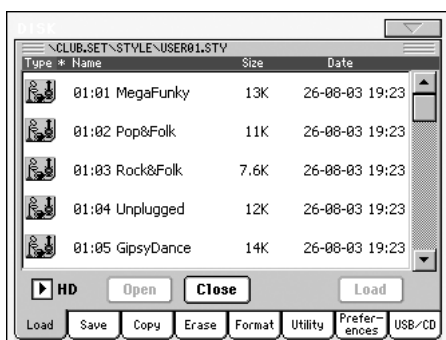 DISK
\CLUB.SET\STYLE\USER01.STY
Type * Name Size Date
01:01 MegaFunky 13K 26-08-03 19:23
01:02 Pop&Folk 11K 26-08-03 19:23
01:03 Rock&Folk 7.6K 26-08-03 19:23
01:04 Unplugged 12K 26-08-03 19:23
01:05 GipsyDance 14K 26-08-03 19:23
HD Open Close Load
Load Save Copy Erase Format Utility Prefer-
ences USB/CD